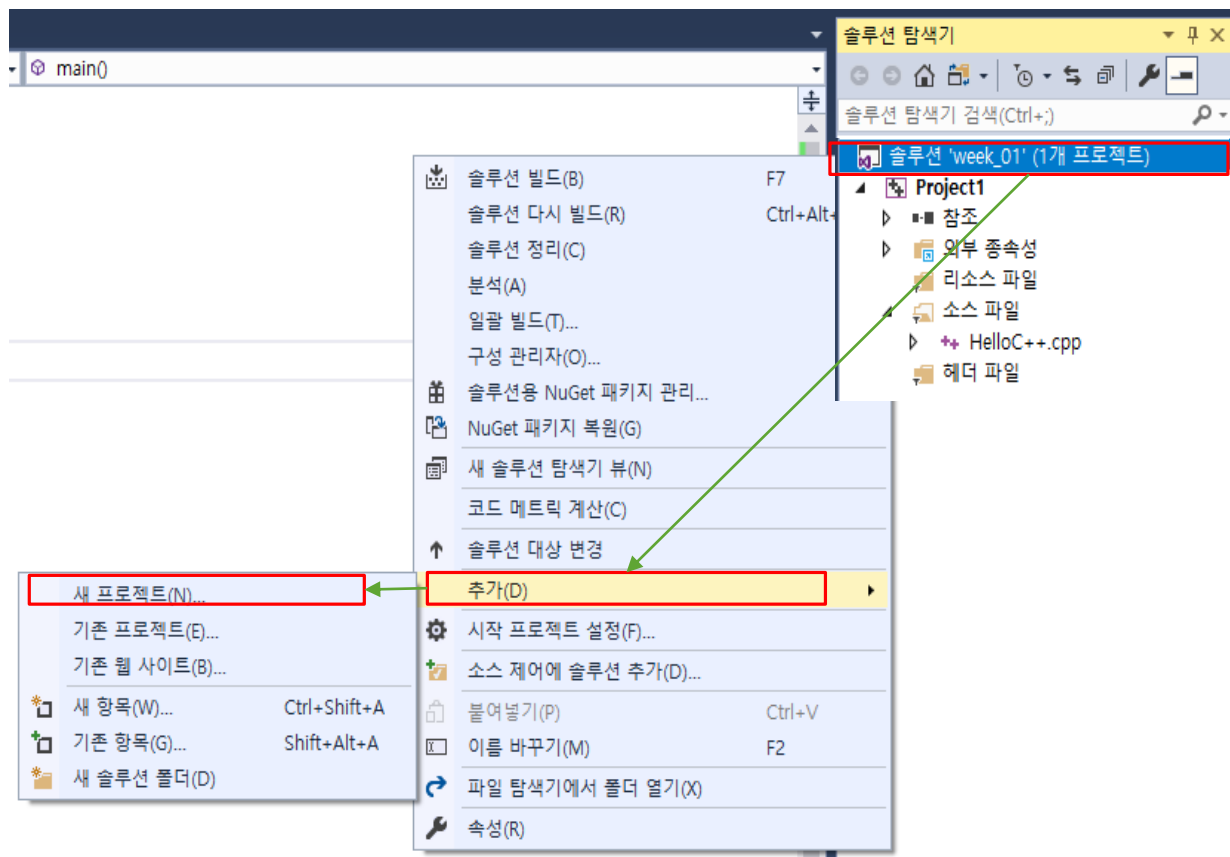 main()
솔루션 탐색기
솔루션 탐색기 검색(Ctrl+;)
솔루션 'week_01' (1개 프로젝트)
Project1
참조
외부 종속성
리소스 파일
소스 파일
HelloC++.cpp
헤더 파일
솔루션 빌드(B) F7
솔루션 다시 빌드(R) Ctrl+Alt+
솔루션 정리(C)
분석(A)
일괄 빌드(T)...
구성 관리자(O)...
솔루션용 NuGet 패키지 관리...
NuGet 패키지 복원(G)
새 솔루션 탐색기 뷰(N)
코드 메트릭 계산(C)
솔루션 대상 변경
추가(D)
시작 프로젝트 설정(F)...
소스 제어에 솔루션 추가(D)...
붙여넣기(P) Ctrl+V
이름 바꾸기(M) F2
파일 탐색기에서 폴더 열기(X)
속성(R)
새 프로젝트(N)...
기존 프로젝트(E)...
기존 웹 사이트(B)...
새 항목(W)... Ctrl+Shift+A
기존 항목(G)... Shift+Alt+A
새 솔루션 폴더(D)